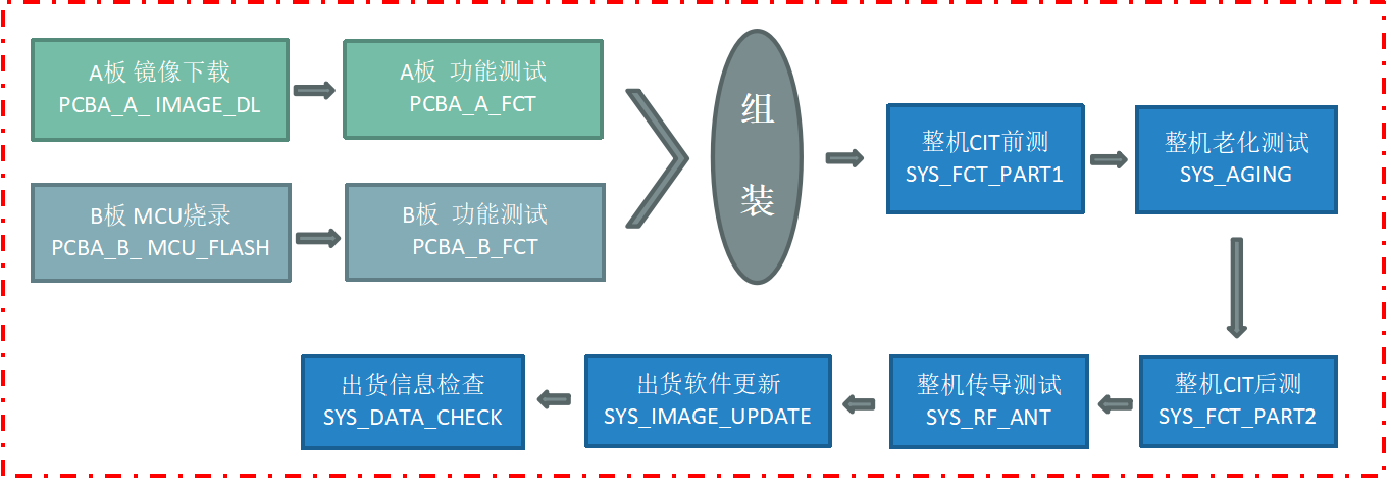 A板 镜像下载
PCBA_A_ IMAGE_DL
A板 功能测试
PCBA_A_FCT
B板 MCU烧录
PCBA_B_ MCU_FLASH
B板 功能测试
PCBA_B_FCT
组
装
整机CIT前测
SYS_FCT_PART1
整机老化测试
SYS_AGING
整机CIT后测
SYS_FCT_PART2
整机传导测试
SYS_RF_ANT
出货软件更新
SYS_IMAGE_UPDATE
出货信息检查
SYS_DATA_CHECK